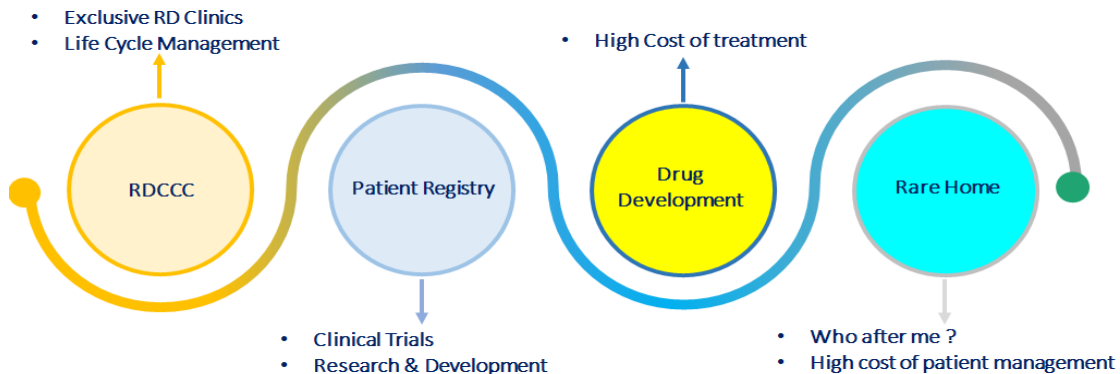 • Exclusive RD Clinics
• Life Cycle Management
• High Cost of treatment
RDCCC
Patient Registry
Drug
Development
Rare Home
• Clinical Trials
• Research & Development
• Who after me ?
• High cost of patient management